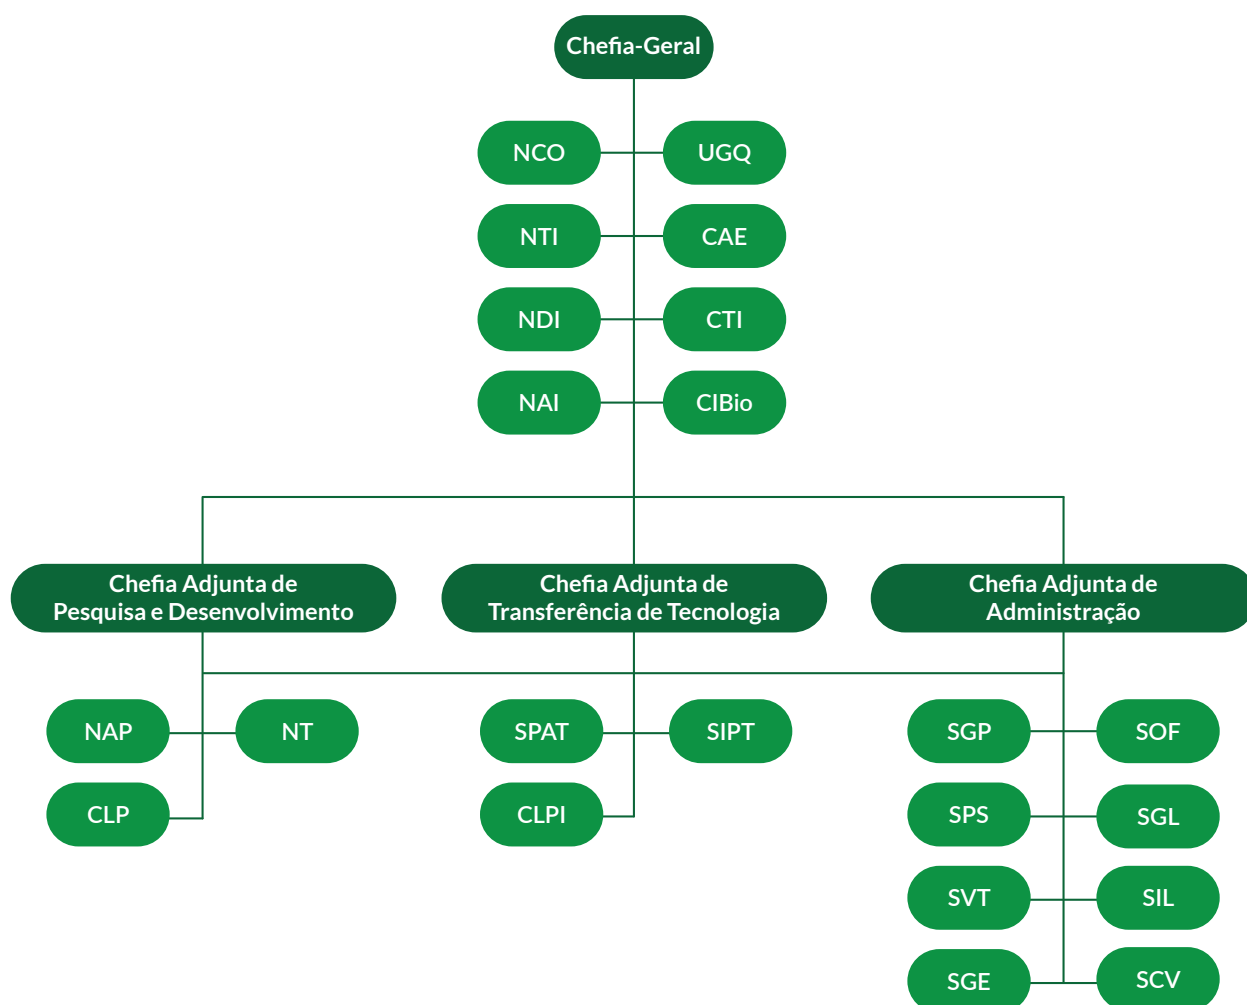 Chefia-Geral
NCO
UGQ
NTI
CAE
NDI
CTI
NAI
CIBio
Chefia Adjunta de
Pesquisa e Desenvolvimento
Chefia Adjunta de
Transferência de Tecnologia
Chefia Adjunta de
Administração
NAP
NT
CLP
SPAT
SIPT
CLPI
SGP
SOF
SPS
SGL
SVT
SIL
SGE
SCV